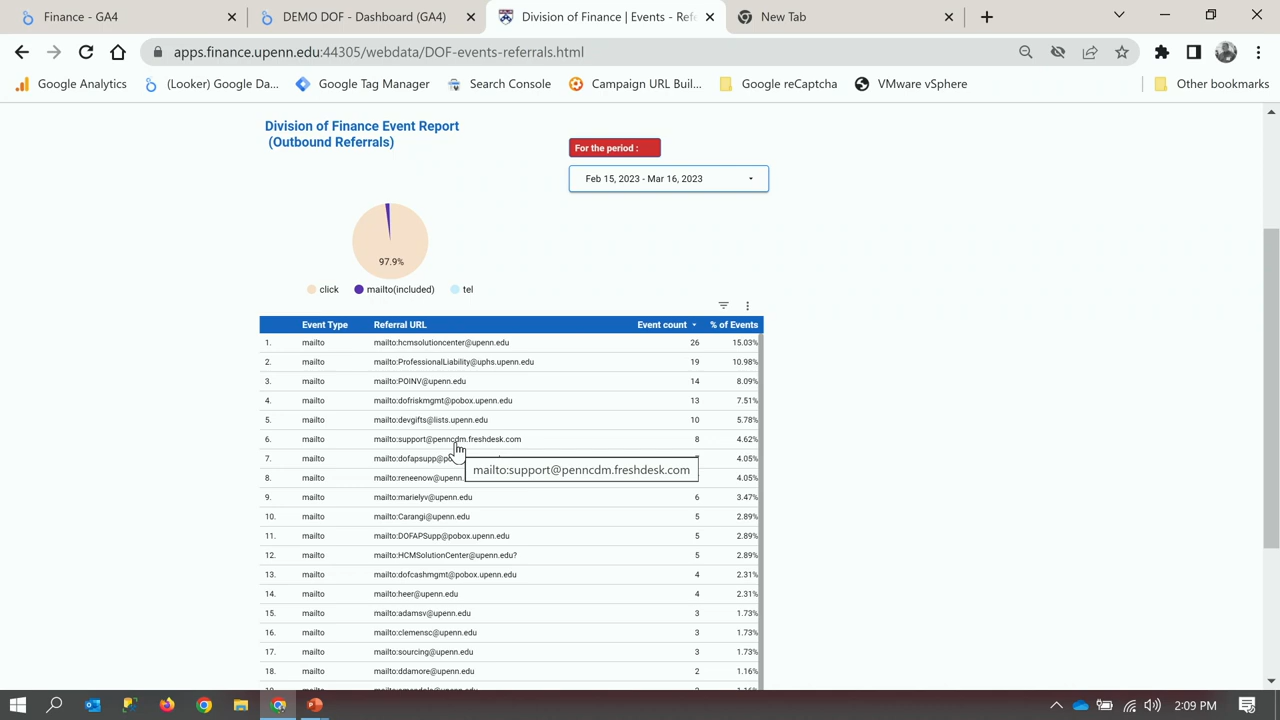 Finance - GA4
DEMO DOF - Dashboard (GA4)
Division of Finance | Events - Refe
New Tab
apps.finance.upenn.edu:44305/webdata/DOF-events-referrals.html
Google Analytics
(Looker) Google Da...
Google Tag Manager
Search Console
Campaign URL Buil...
Google reCaptcha
VMware vSphere
Other bookmarks
Division of Finance Event Report
(Outbound Referrals)
For the period :
Feb 15, 2023 - Mar 16, 2023
97.9%
click mailto(included) tel
Event Type Referral URL Event count % of Events
1. mailto mailto:hcmsolutioncenter@upenn.edu 26 15.03%
2. mailto mailto:ProfessionalLiability@uphs.upenn.edu 19 10.98%
3. mailto mailto:POINV@upenn.edu 14 8.09%
4. mailto mailto:dofriskmgmt@pobox.upenn.edu 13 7.51%
5. mailto mailto:devgifts@lists.upenn.edu 10 5.78%
6. mailto mailto:support@penncdm.freshdesk.com 8 4.62%
7. mailto mailto:dofapsupp@p 4.05%
mailto:support@penncdm.freshdesk.com
8. mailto mailto:reneenow@upenn. 4.05%
9. mailto mailto:marielyv@upenn.edu 6 3.47%
10. mailto mailto:Carangi@upenn.edu 5 2.89%
11. mailto mailto:DOFAPSupp@pobox.upenn.edu 5 2.89%
12. mailto mailto:HCMSolutionCenter@upenn.edu? 5 2.89%
13. mailto mailto:dofcashmgmt@pobox.upenn.edu 4 2.31%
14. mailto mailto:heer@upenn.edu 4 2.31%
15. mailto mailto:adamsv@upenn.edu 3 1.73%
16. mailto mailto:clemensc@upenn.edu 3 1.73%
17. mailto mailto:sourcing@upenn.edu 3 1.73%
18. mailto mailto:ddamore@upenn.edu 2 1.16%
2:09 PM